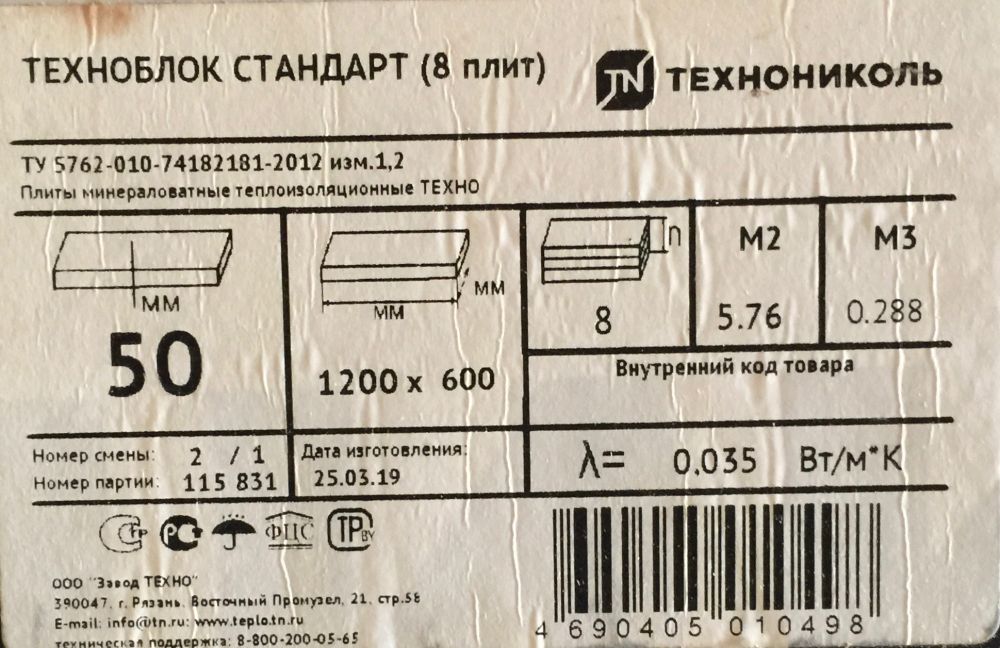 ТЕХНОБЛОК СТАНДАРТ (8 плит)
TN ТЕХНОНИКОЛЬ
ТУ 5762-010-74182181-2012 изм.1,2
Плиты минераловатные теплоизоляционные ТЕХНО
мм
50
мм
мм
1200 x 600
n
8
М2
5.76
М3
0.288
Внутренний код товара
Номер смены: 2 / 1
Номер партии: 115 831
Дата изготовления:
25.03.19
λ= 0,035 Вт/м*К
РС ФЦС ТР BY
ООО "Завод ТЕХНО"
390047, г. Рязань, Восточный Промузел, 21, стр.58
E-mail: info@tn.ru; www.teplo.tn.ru
техническая поддержка: 8-800-200-05-65
4 690405 010498